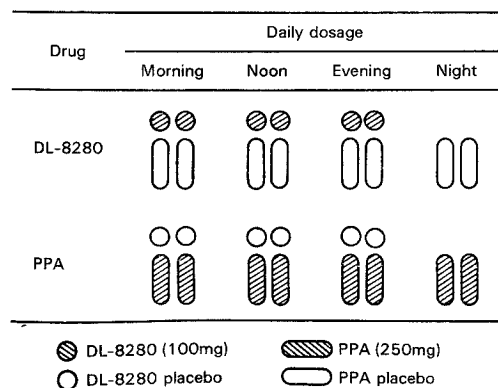 Drug
Daily dosage
Morning Noon Evening Night
DL-8280
PPA
DL-8280 (100mg) PPA (250mg)
DL-8280 placebo PPA placebo